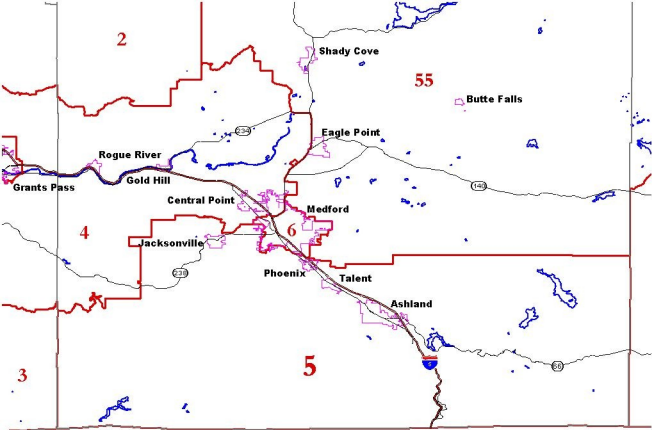 2
Shady Cove
55
Butte Falls
234
Eagle Point
Rogue River
Grants Pass
Gold Hill
140
Central Point
Medford
4
6
Jacksonville
238
Phoenix
Talent
Ashland
5
3
66
5